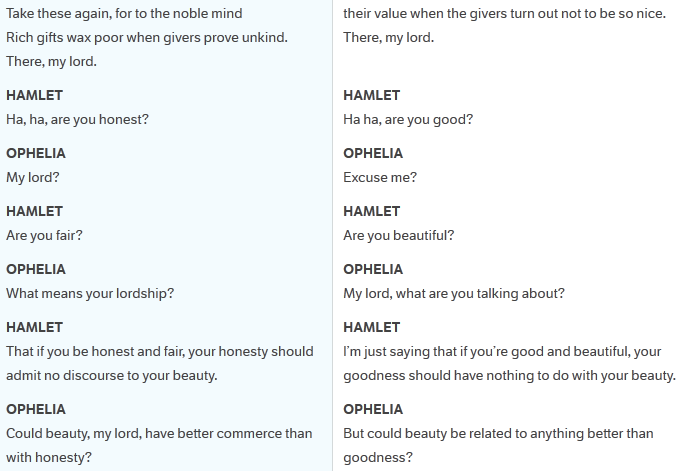 Take these again, for to the noble mind
Rich gifts wax poor when givers prove unkind.
There, my lord.
HAMLET
Ha, ha, are you honest?
OPHELIA
My lord?
HAMLET
Are you fair?
OPHELIA
What means your lordship?
HAMLET
That if you be honest and fair, your honesty should
admit no discourse to your beauty.
OPHELIA
Could beauty, my lord, have better commerce than
with honesty?
their value when the givers turn out not to be so nice.
There, my lord.
HAMLET
Ha ha, are you good?
OPHELIA
Excuse me?
HAMLET
Are you beautiful?
OPHELIA
My lord, what are you talking about?
HAMLET
I’m just saying that if you’re good and beautiful, your
goodness should have nothing to do with your beauty.
OPHELIA
But could beauty be related to anything better than
goodness?